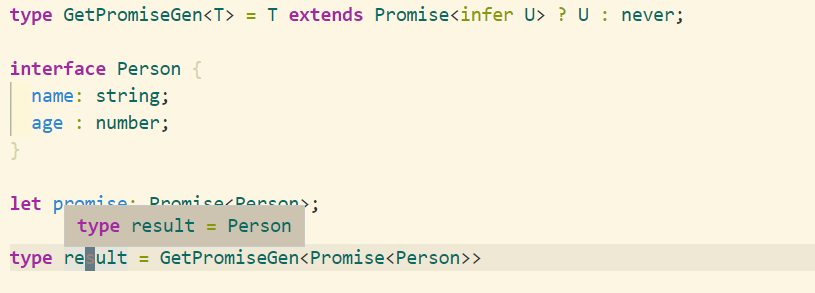 type GetPromiseGen<T> = T extends Promise<infer U> ? U : never;
interface Person {
name: string;
age : number;
}
let promise: Promise<Person>;
type result = Person
type result = GetPromiseGen<Promise<Person>>